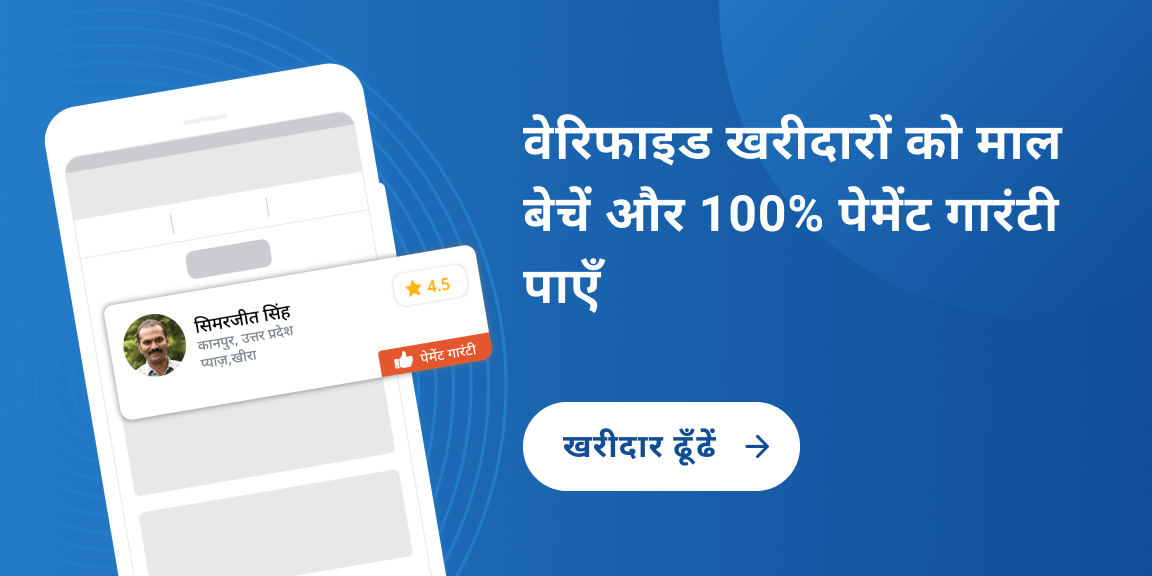 वेरिफाइड खरीदारों को माल
बेचें और 100% पेमेंट गारंटी
पाएँ
4.5
सिमरजीत सिंह
कानपुर, उत्तर प्रदेश
प्याज़,खीरा
पेमेंट गारंटी
खरीदार ढूँढें